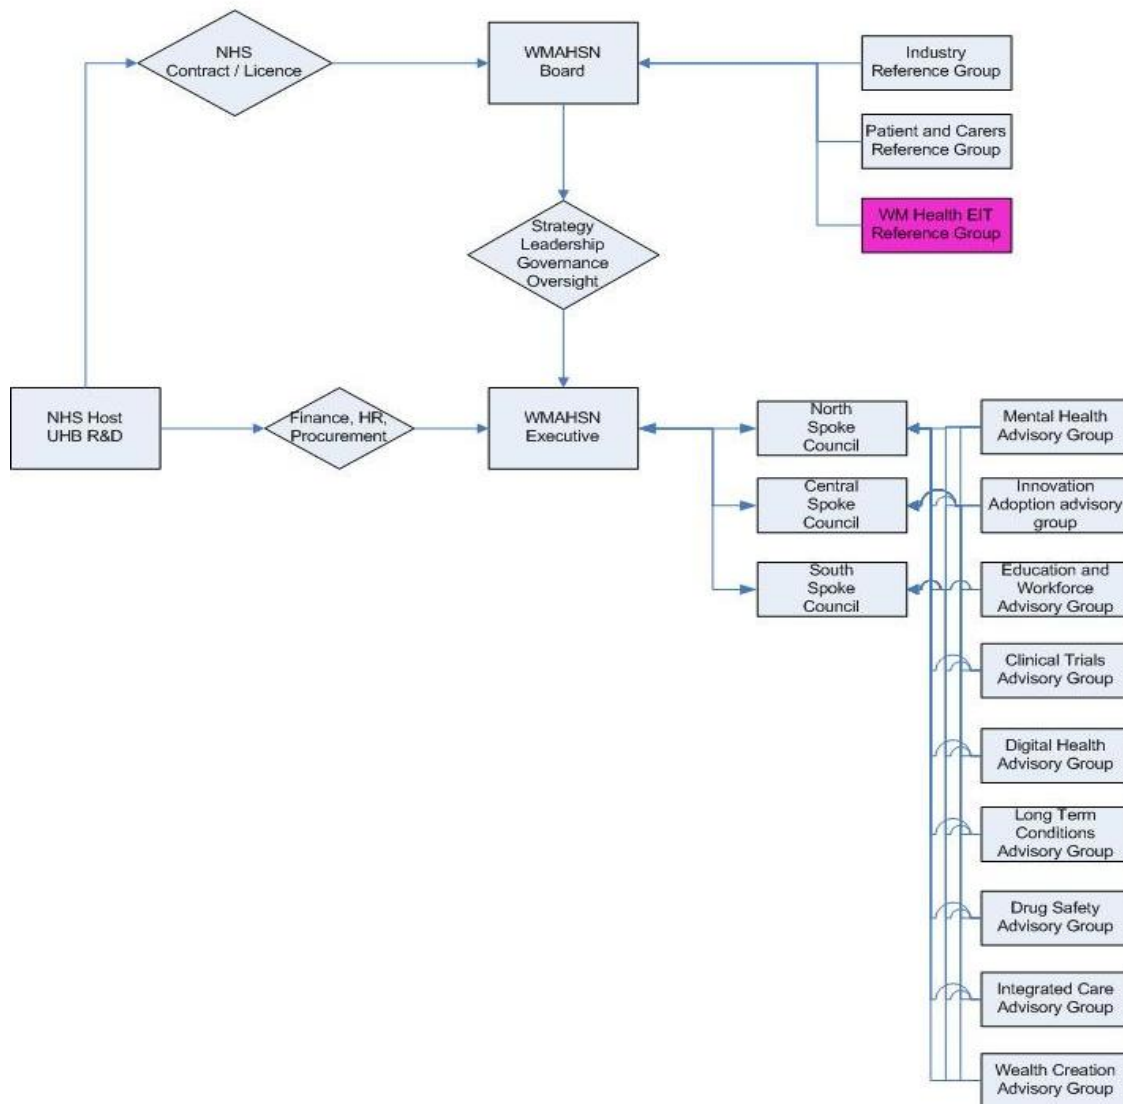 NHS
Contract / Licence
WMAHSN
Board
Industry
Reference Group
Patient and Carers
Reference Group
WM Health EIT
Reference Group
Strategy
Leadership
Governance
Oversight
NHS Host
UHB R&D
Finance, HR,
Procurement
WMAHSN
Executive
North
Spoke
Council
Central
Spoke
Council
South
Spoke
Council
Mental Health
Advisory Group
Innovation
Adoption advisory
group
Education and
Workforce
Advisory Group
Clinical Trials
Advisory Group
Digital Health
Advisory Group
Long Term
Conditions
Advisory Group
Drug Safety
Advisory Group
Integrated Care
Advisory Group
Wealth Creation
Advisory Group